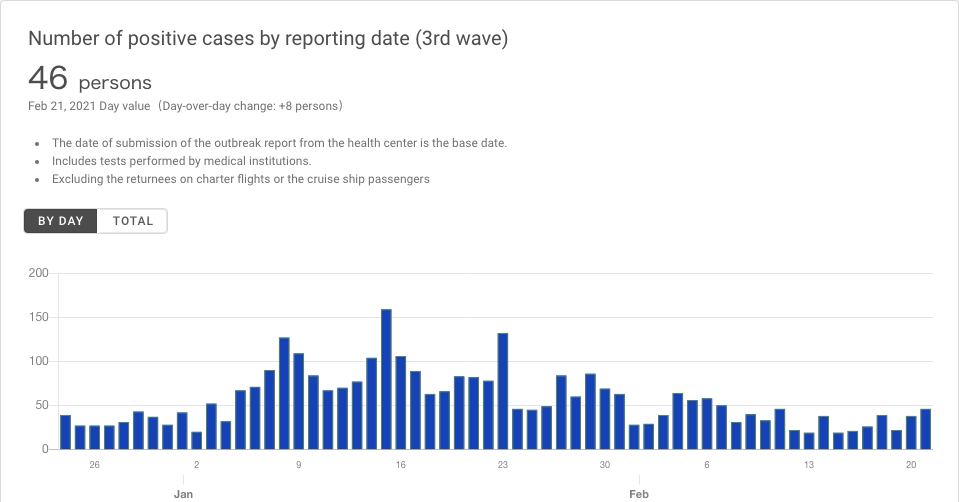 Number of positive cases by reporting date (3rd wave)
46 persons
Feb 21, 2021 Day value（Day-over-day change: +8 persons）
• The date of submission of the outbreak report from the health center is the base date.
• Includes tests performed by medical institutions.
• Excluding the returnees on charter flights or the cruise ship passengers
BY DAY TOTAL
200
150
100
50
0
26 2 9 16 23 30 6 13 20
Jan Feb